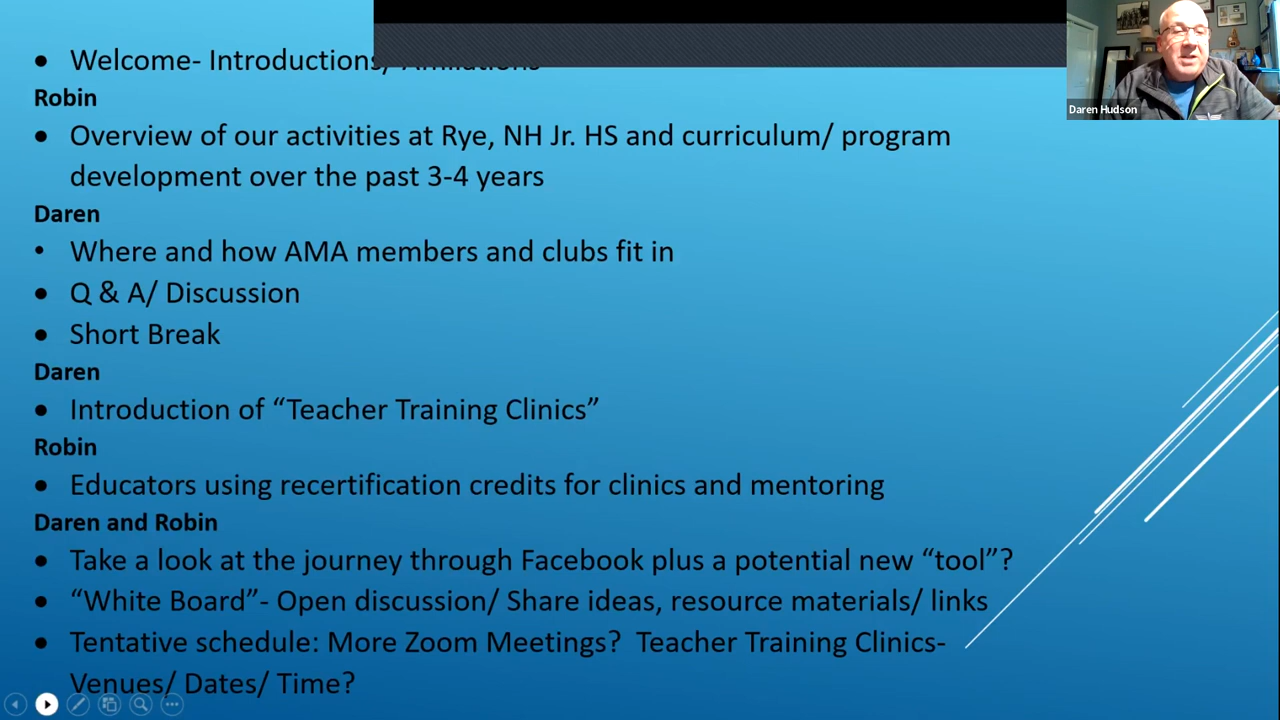 • Welcome- Introductions/ Affiliations
Robin
• Overview of our activities at Rye, NH Jr. HS and curriculum/ program
development over the past 3-4 years
Daren
• Where and how AMA members and clubs fit in
• Q & A/ Discussion
• Short Break
Daren
• Introduction of “Teacher Training Clinics”
Robin
• Educators using recertification credits for clinics and mentoring
Daren and Robin
• Take a look at the journey through Facebook plus a potential new “tool”?
• “White Board”- Open discussion/ Share ideas, resource materials/ links
• Tentative schedule: More Zoom Meetings? Teacher Training Clinics-
Venues/ Dates/ Time?
Daren Hudson